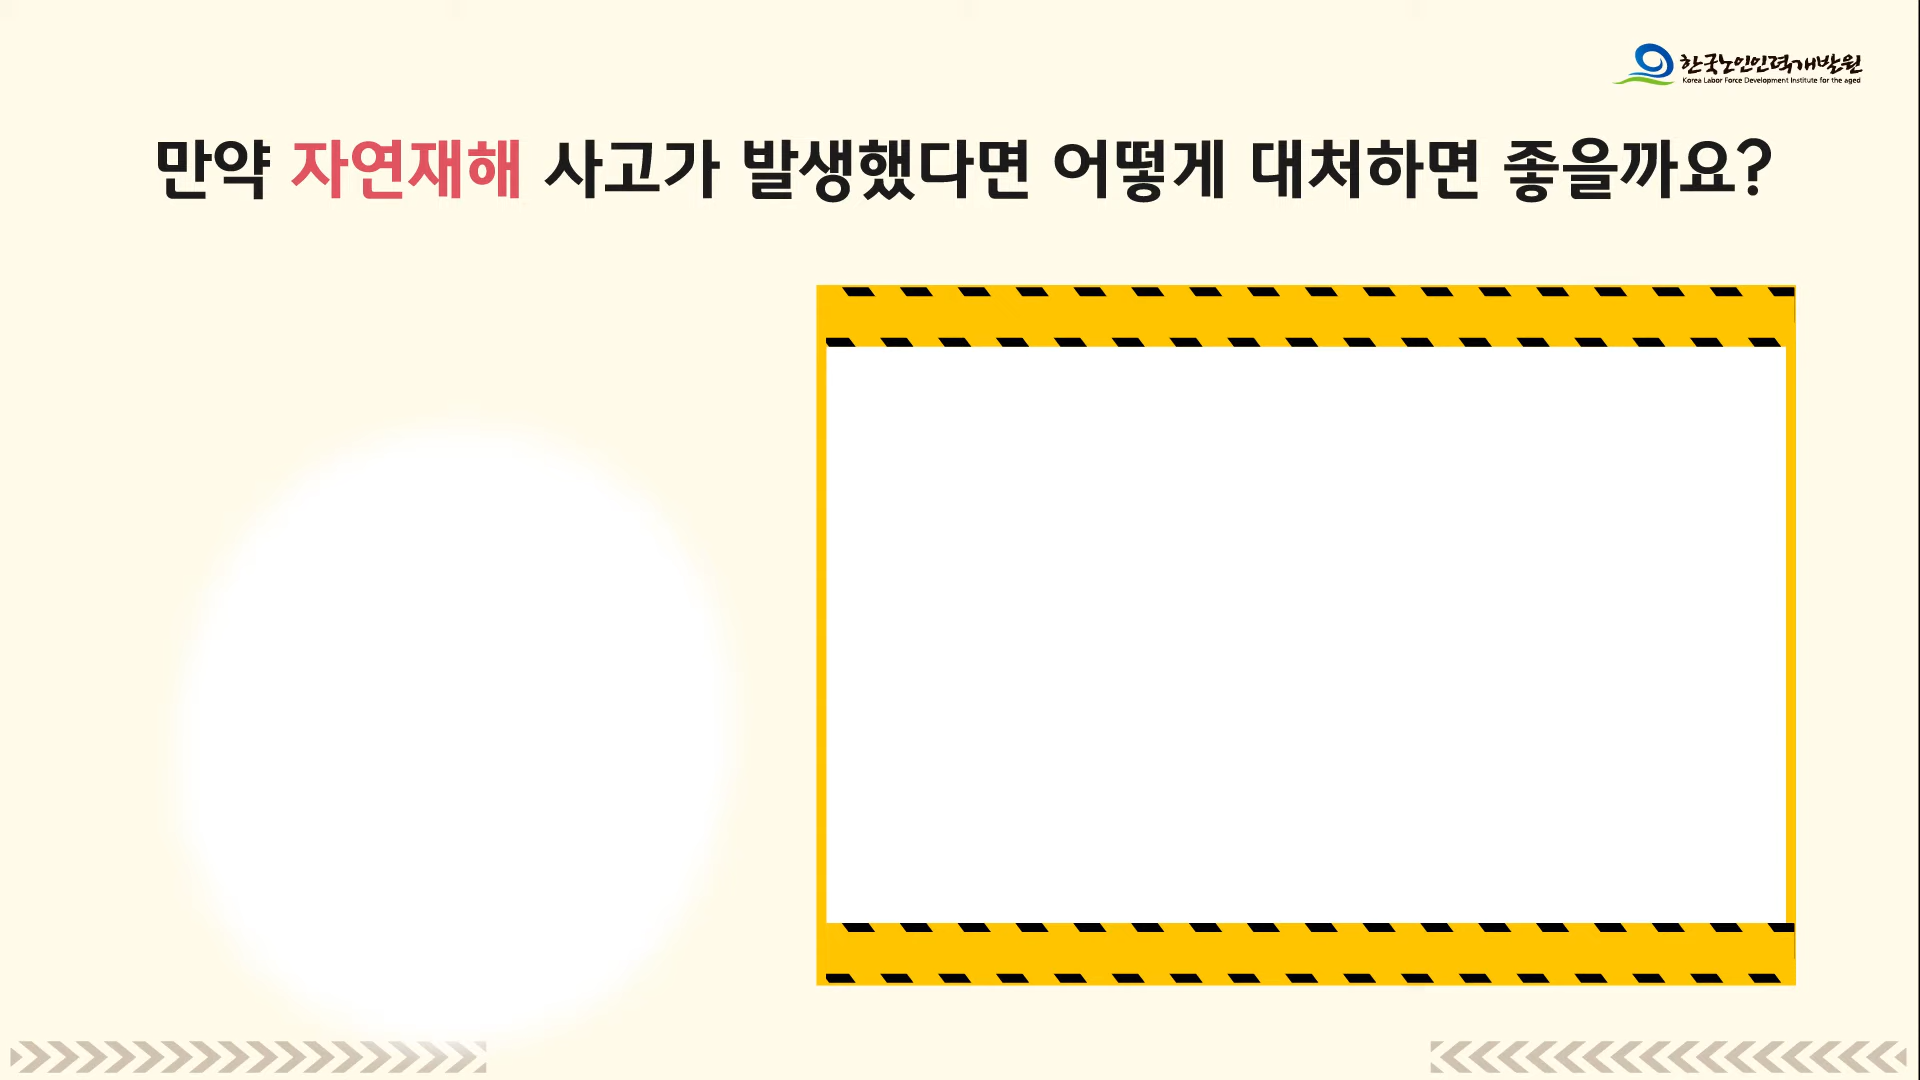 한국노인인력개발원
Korea Labor Force Development Institute for the aged
만약 자연재해 사고가 발생했다면 어떻게 대처하면 좋을까요?